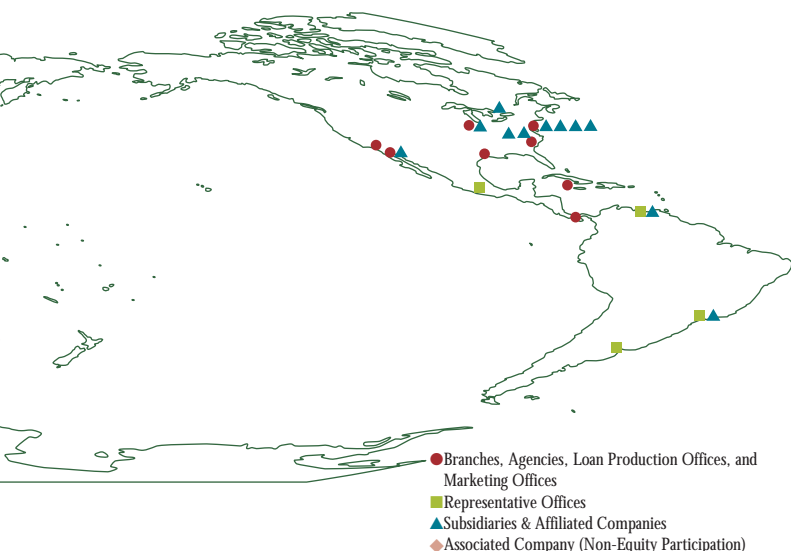 Branches, Agencies, Loan Production Offices, and
Marketing Offices
Representative Offices
Subsidiaries & Affiliated Companies
Associated Company (Non-Equity Participation)